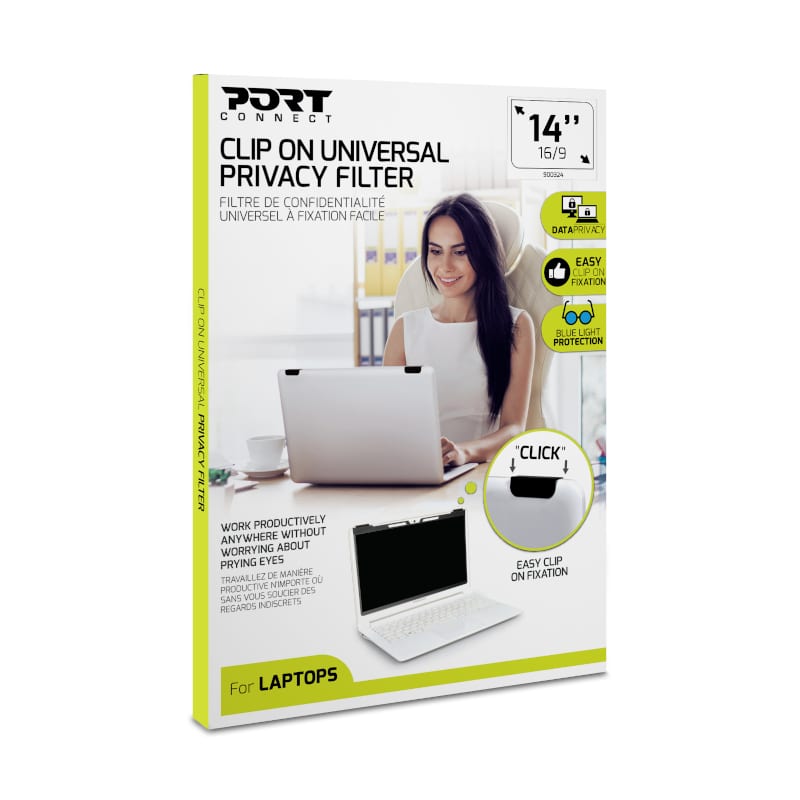 PORT
CONNECT
CLIP ON UNIVERSAL
PRIVACY FILTER
FILTRE DE CONFIDENTIALITÉ
UNIVERSEL À FIXATION FACILE
14’’
16/9
900324
DATAPRIVACY
EASY
CLIP ON
FIXATION
BLUE LIGHT
PROTECTION
CLIP ON UNIVERSAL PRIVACY FILTER
"CLICK"
EASY CLIP
ON FIXATION
WORK PRODUCTIVELY
ANYWHERE WITHOUT
WORRYING ABOUT
PRYING EYES
TRAVAILLEZ DE MANIÈRE
PRODUCTIVE N'IMPORTE OÙ
SANS VOUS SOUCIER DES
REGARDS INDISCRETS
For LAPTOPS